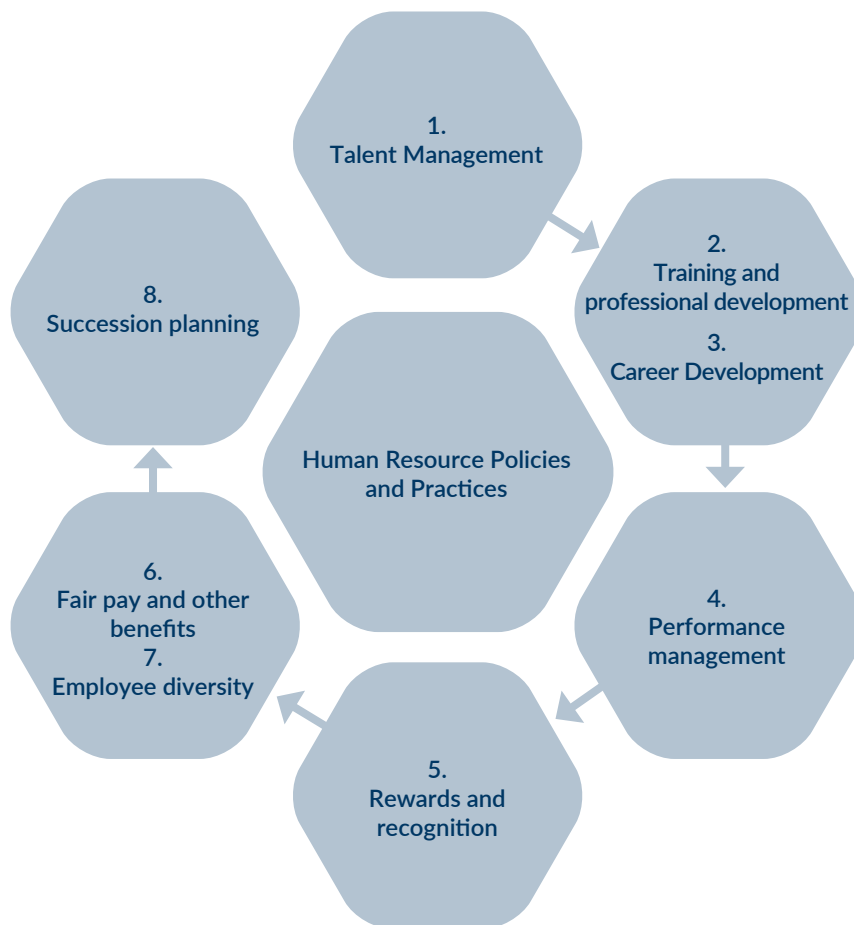 1.
Talent Management
2.
Training and
professional development
3.
Career Development
4.
Performance
management
5.
Rewards and
recognition
6.
Fair pay and other
benefits
7.
Employee diversity
8.
Succession planning
Human Resource Policies
and Practices